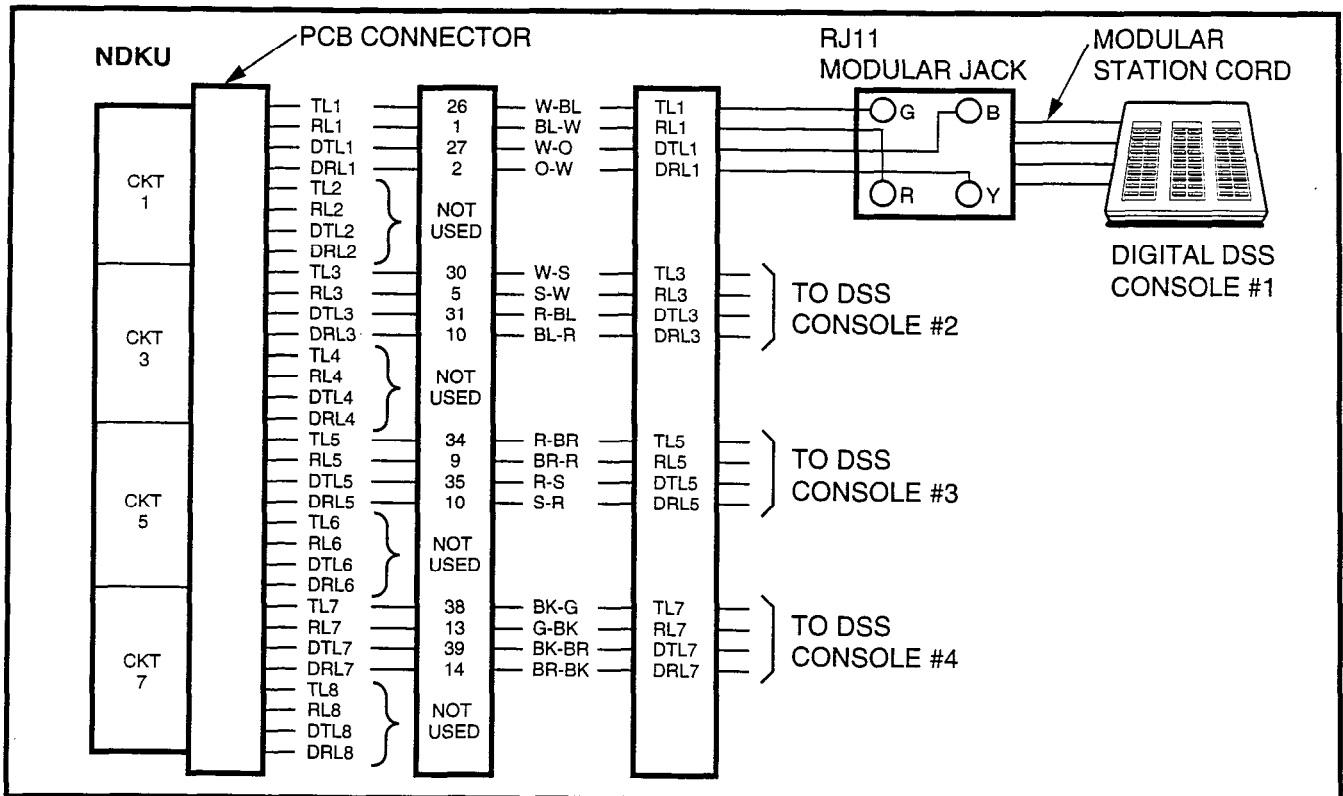 NDKU
PCB CONNECTOR
RJ11
MODULAR JACK
MODULAR
STATION CORD
TL1 26 W-BL TL1
RL1 1 BL-W RL1
DTL1 27 W-O DTL1
DRL1 2 O-W DRL1
G B
R Y
CKT
1
TL2
RL2
DTL2
DRL2
NOT
USED
DIGITAL DSS
CONSOLE #1
CKT
3
TL3 30 W-S TL3
RL3 5 S-W RL3
DTL3 31 R-BL DTL3
DRL3 10 BL-R DRL3
TO DSS
CONSOLE #2
TL4
RL4
DTL4
DRL4
NOT
USED
CKT
5
TL5 34 R-BR TL5
RL5 9 BR-R RL5
DTL5 35 R-S DTL5
DRL5 10 S-R DRL5
TO DSS
CONSOLE #3
TL6
RL6
DTL6
DRL6
NOT
USED
CKT
7
TL7 38 BK-G TL7
RL7 13 G-BK RL7
DTL7 39 BK-BR DTL7
DRL7 14 BR-BK DRL7
TO DSS
CONSOLE #4
TL8
RL8
DTL8
DRL8
NOT
USED